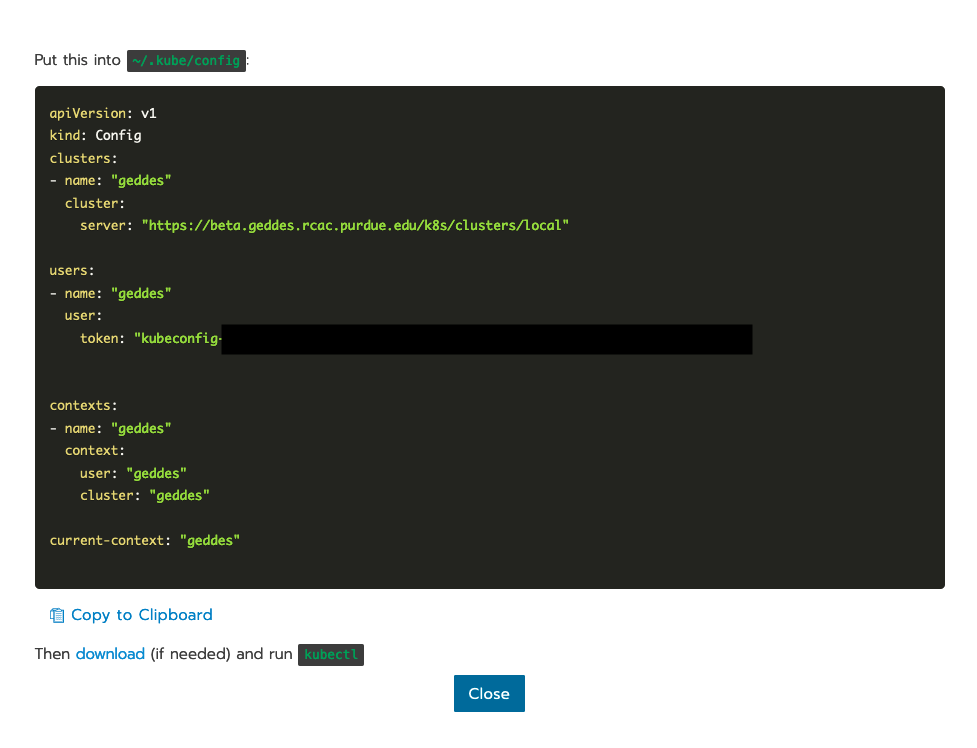 Put this into ~/.kube/config:
apiVersion: v1
kind: Config
clusters:
- name: "geddes"
  cluster:
    server: "https://beta.geddes.rcac.purdue.edu/k8s/clusters/local"
users:
- name: "geddes"
  user:
    token: "kubeconfig-
contexts:
- name: "geddes"
  context:
    user: "geddes"
    cluster: "geddes"
current-context: "geddes"
Copy to Clipboard
Then download (if needed) and run kubectl
Close